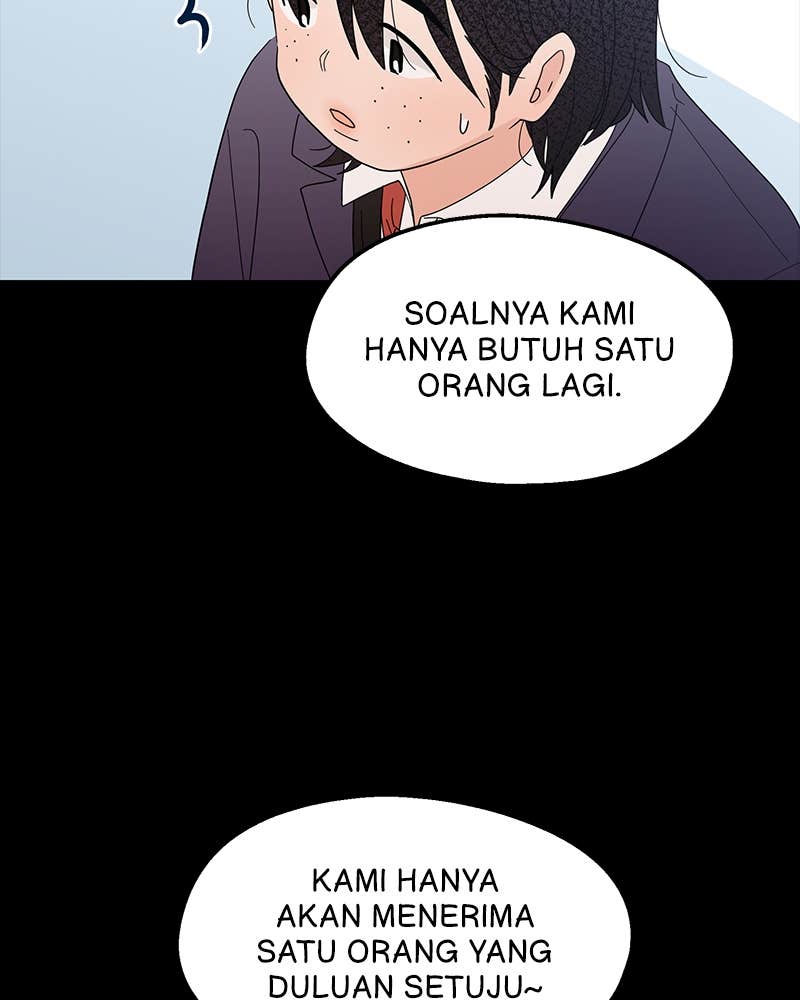 SOALNYA KAMI
HANYA BUTUH SATU
ORANG LAGI.
KAMI HANYA
AKAN MENERIMA
SATU ORANG YANG
DULUAN SETUJU~